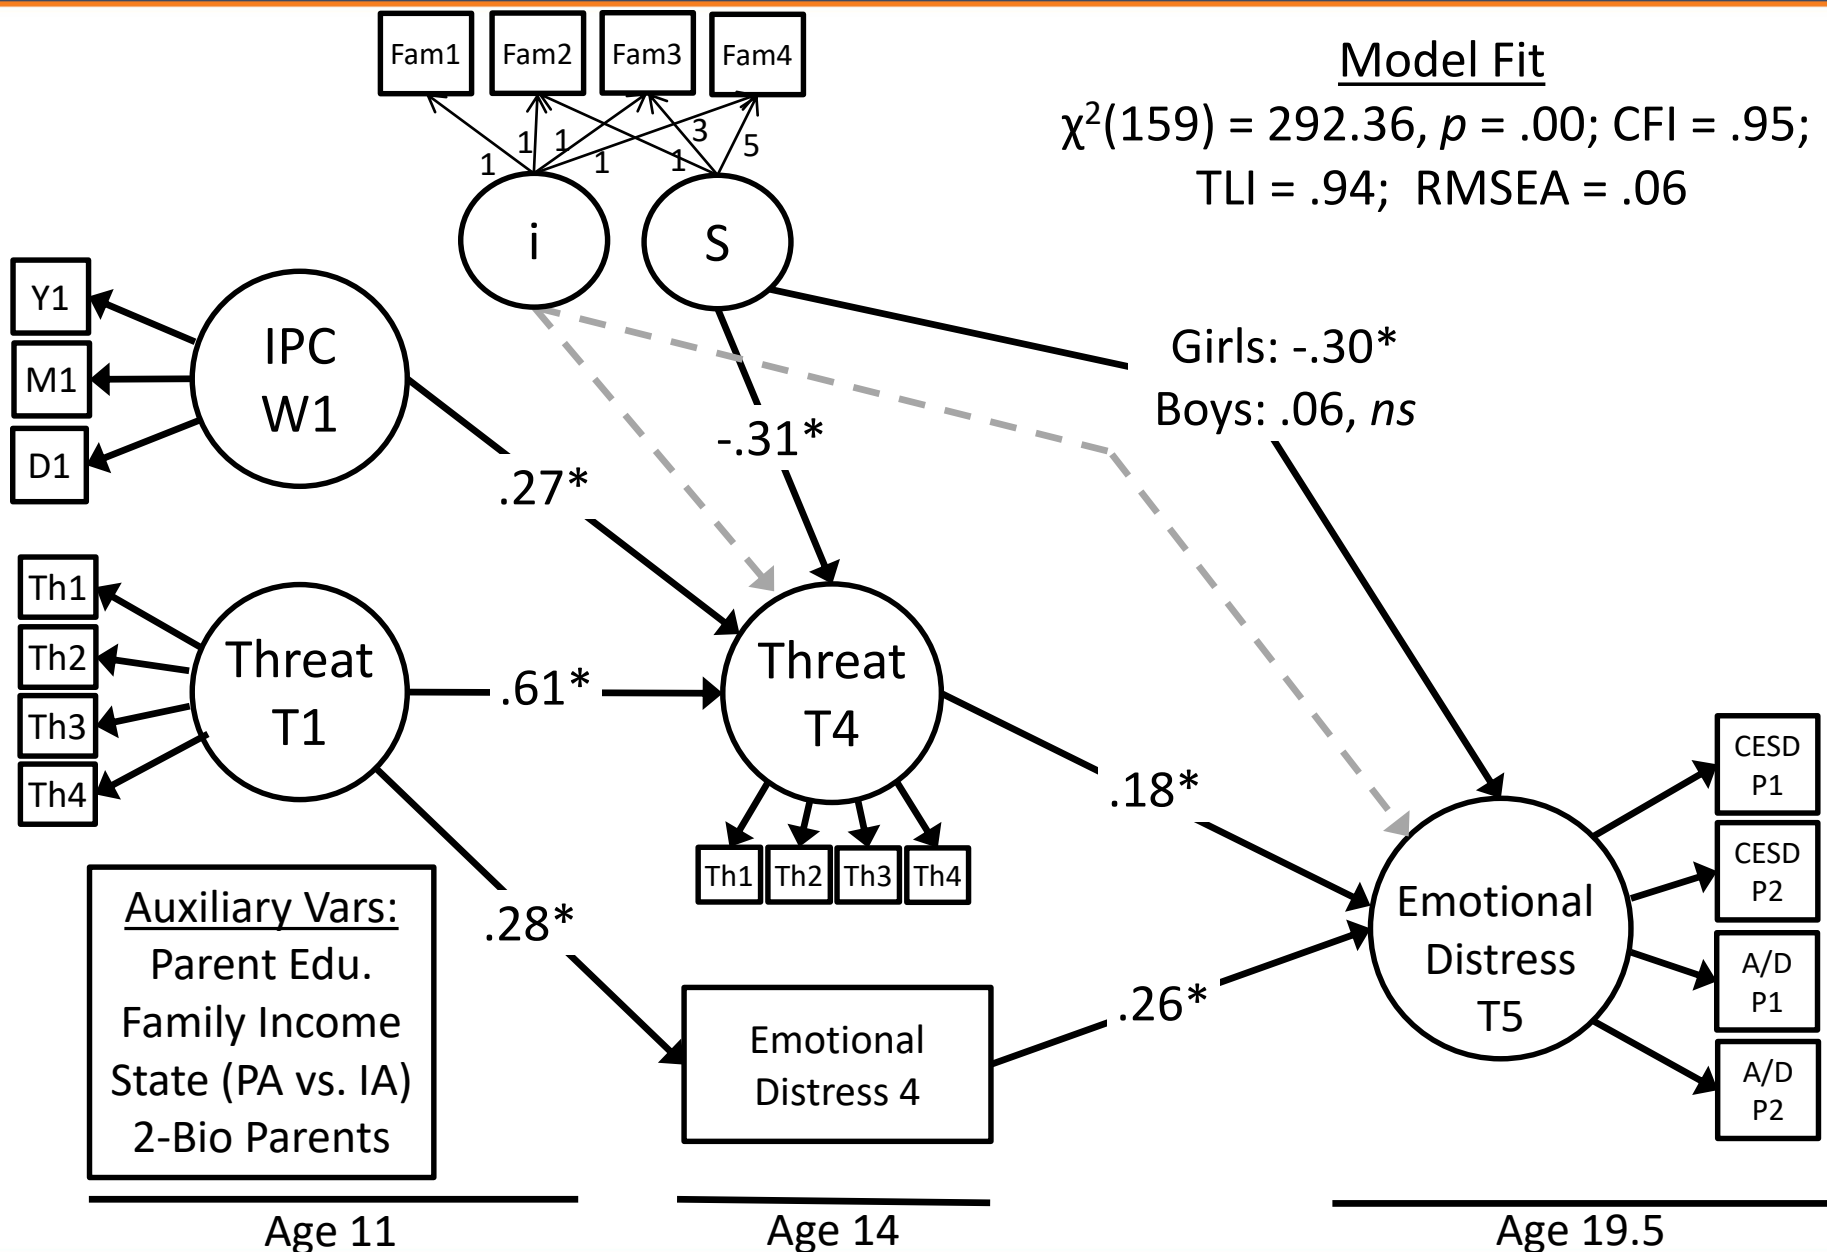 Fam1 Fam2 Fam3 Fam4
Model Fit
χ²(159) = 292.36, p = .00; CFI = .95;
TLI = .94; RMSEA = .06
1 1 1 1 1 3 5
i
S
Y1
M1
D1
IPC
W1
Girls: -.30*
Boys: .06, ns
-.31*
.27*
Th1
Th2
Th3
Th4
Threat
T1
.61*
Threat
T4
Th1 Th2 Th3 Th4
.18*
.28*
.26*
Emotional
Distress 4
Emotional
Distress
T5
CESD
P1
CESD
P2
A/D
P1
A/D
P2
Auxiliary Vars:
Parent Edu.
Family Income
State (PA vs. IA)
2-Bio Parents
Age 11
Age 14
Age 19.5